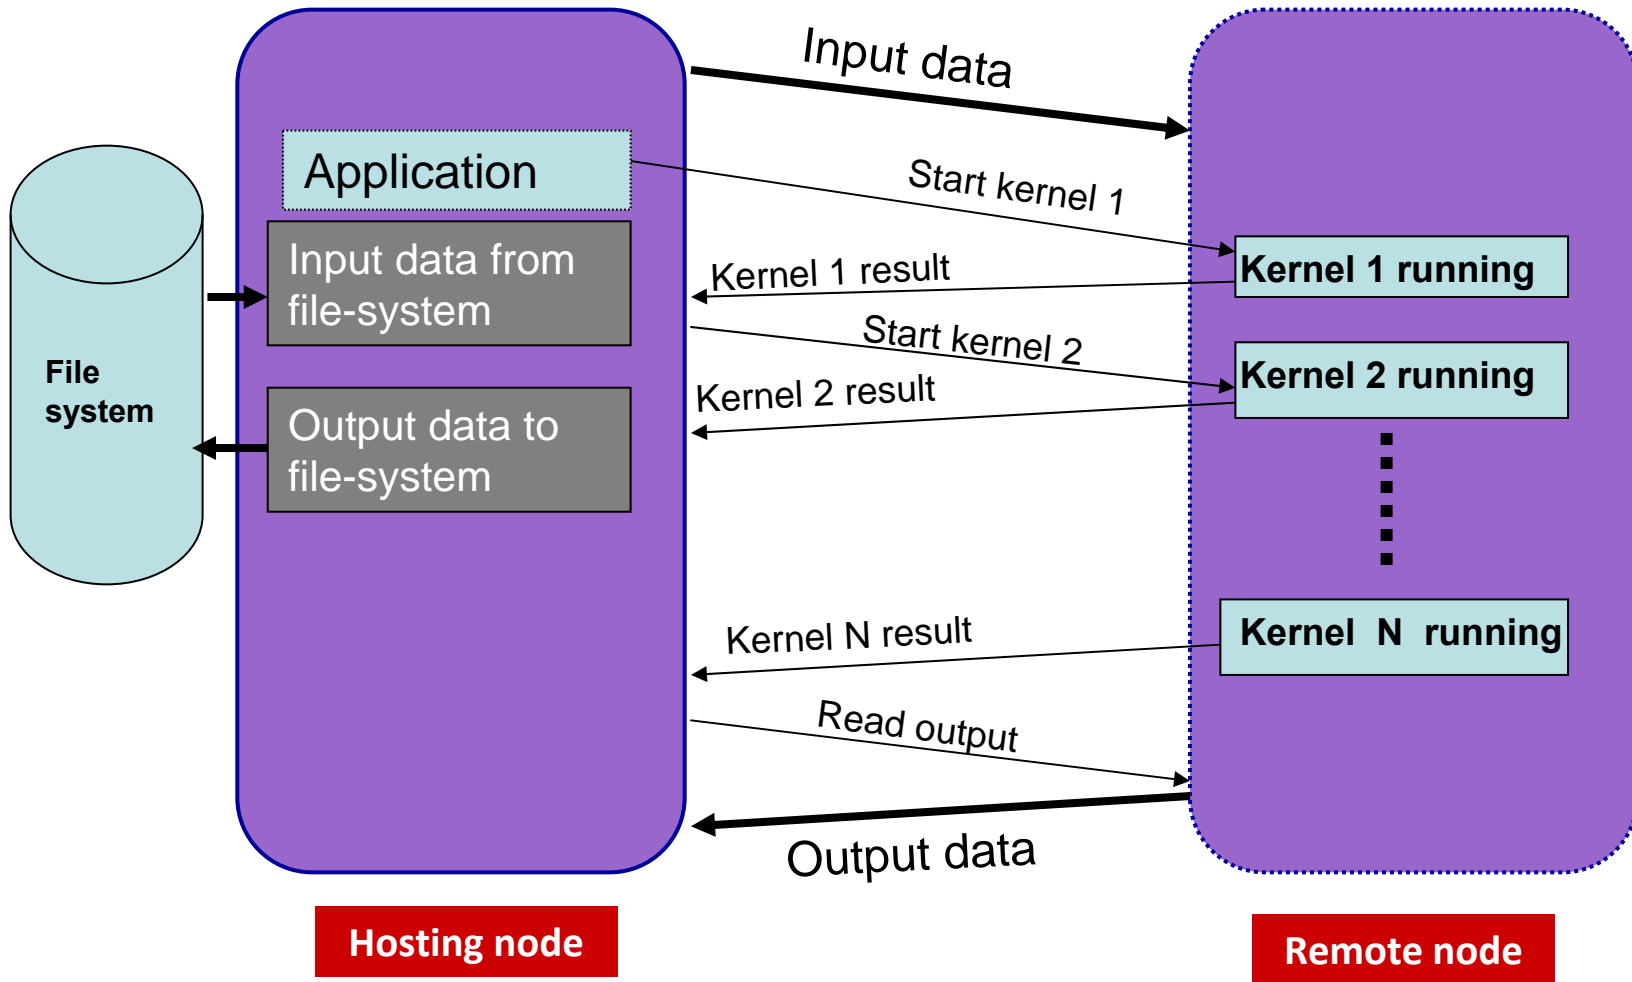 Input data
Application
Start kernel 1
Input data from
file-system
Kernel 1 result
Kernel 1 running
Start kernel 2
File
system
Kernel 2 result
Kernel 2 running
Output data to
file-system
Kernel N result
Kernel N running
Read output
Output data
Hosting node
Remote node